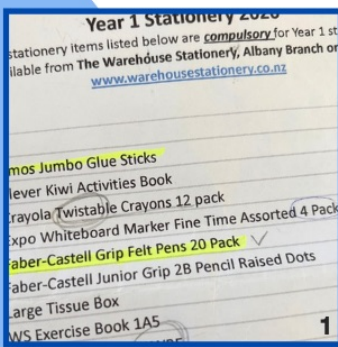 Year 1 Stationery 2020
stationery items listed below are compulsory for Year 1 st
ilable from The Warehouse Stationery, Albany Branch or
www.warehousestationery.co.nz
mos Jumbo Glue Sticks
lever Kiwi Activities Book
rayola Twistable Crayons 12 pack
Expo Whiteboard Marker Fine Time Assorted 4 Pack
Faber-Castell Grip Felt Pens 20 Pack
Faber-Castell Junior Grip 2B Pencil Raised Dots
Large Tissue Box
WS Exercise Book 1A5
1